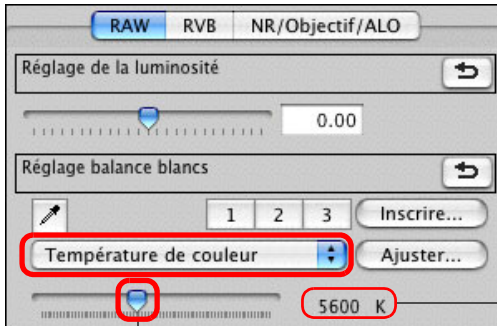 RAW RVB NR/Objectif/ALO
Réglage de la luminosité
0.00
Réglage balance blancs
1 2 3 Inscrire...
Température de couleur Ajuster...
5600 K